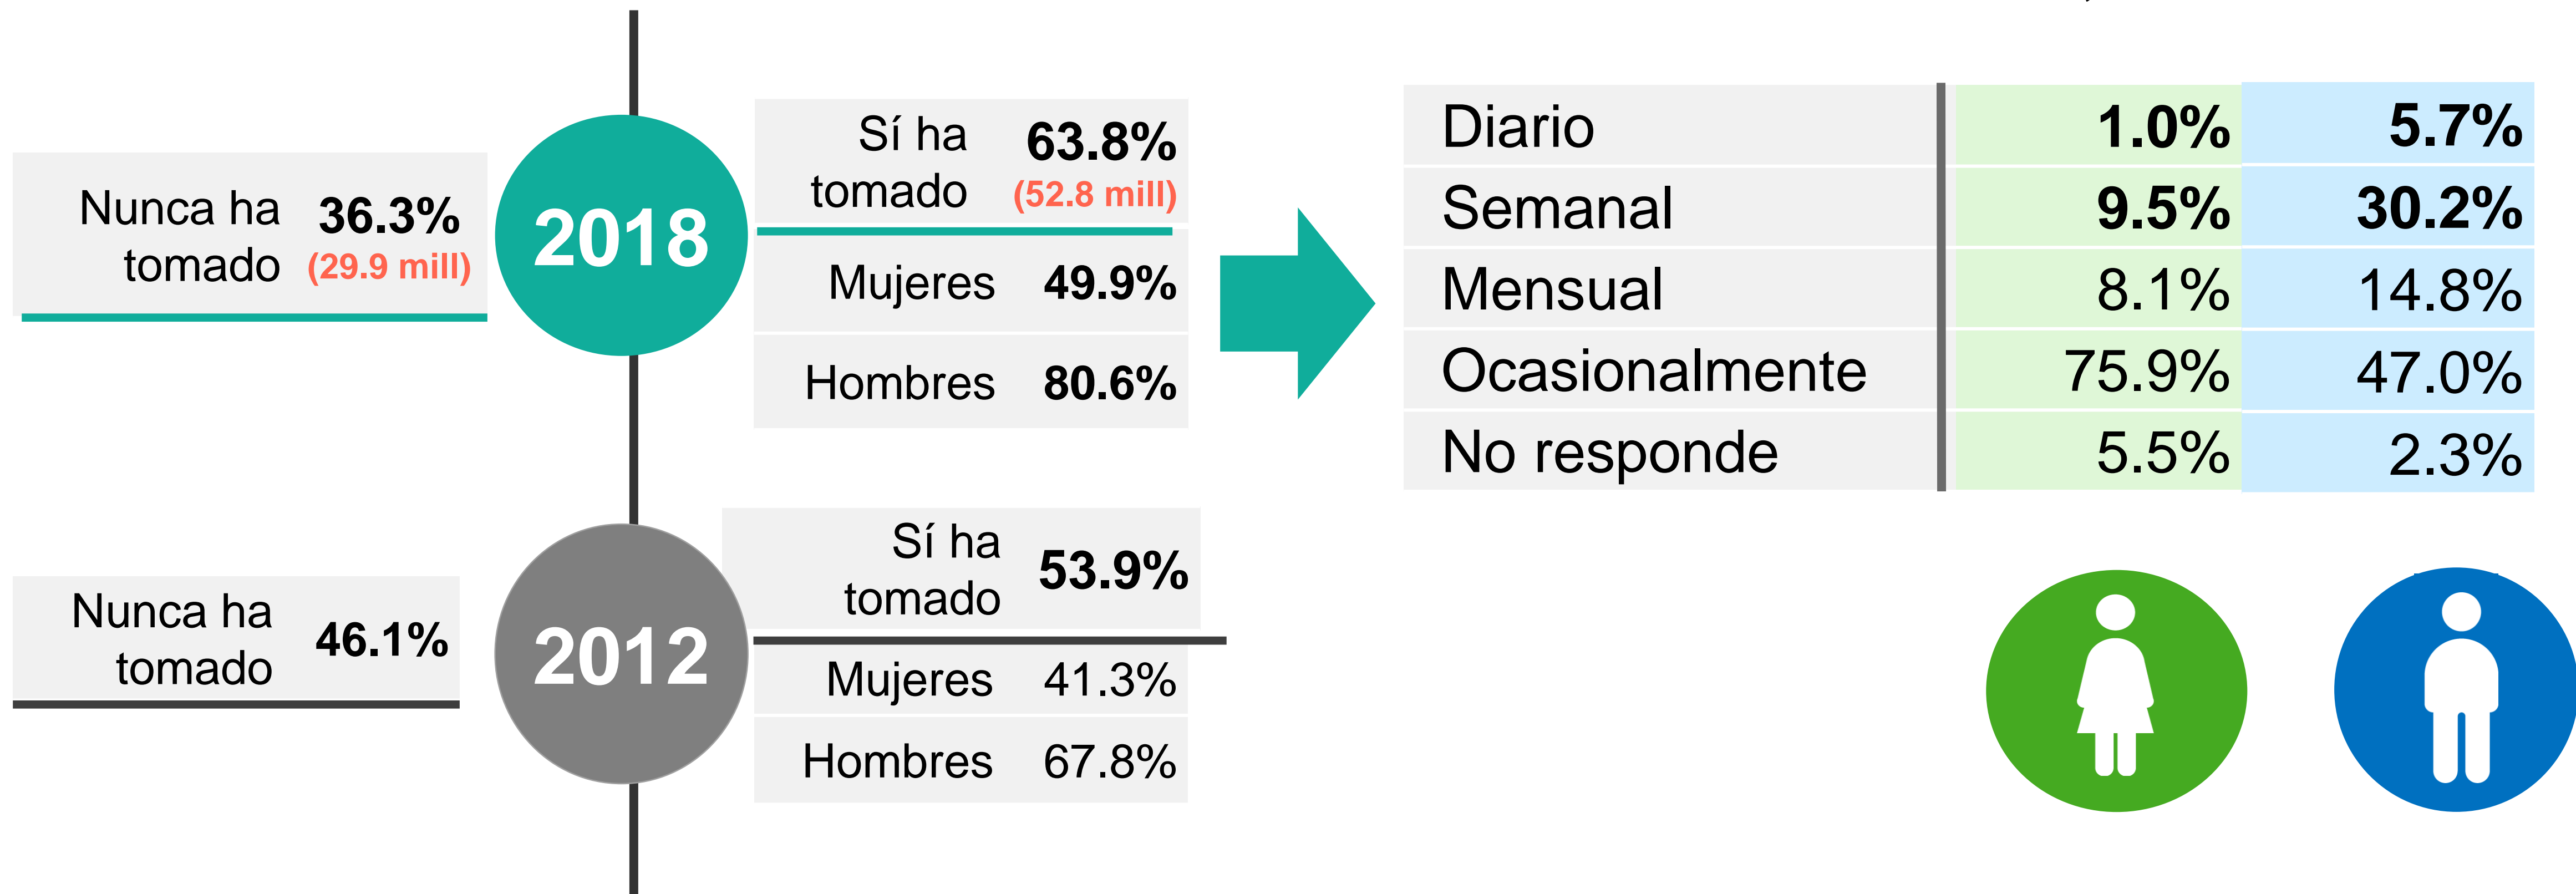 Nunca ha
tomado
36.3%
(29.9 mill)
2018
Sí ha
tomado
63.8%
(52.8 mill)
Mujeres 49.9%
Hombres 80.6%
Diario 1.0% 5.7%
Semanal 9.5% 30.2%
Mensual 8.1% 14.8%
Ocasionalmente 75.9% 47.0%
No responde 5.5% 2.3%
Nunca ha
tomado
46.1%
2012
Sí ha
tomado
53.9%
Mujeres 41.3%
Hombres 67.8%